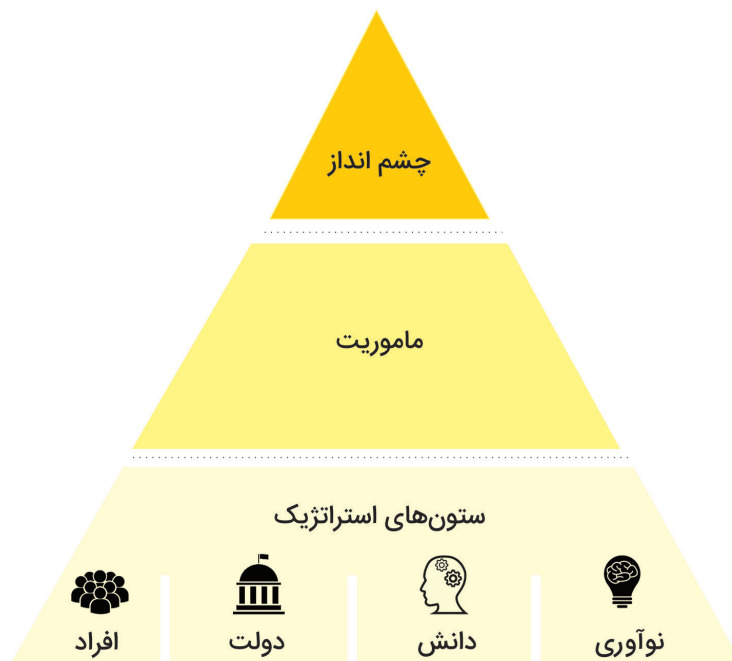 چشم انداز
ماموریت
ستون‌های استراتژیک
نوآوری
دانش
دولت
افراد